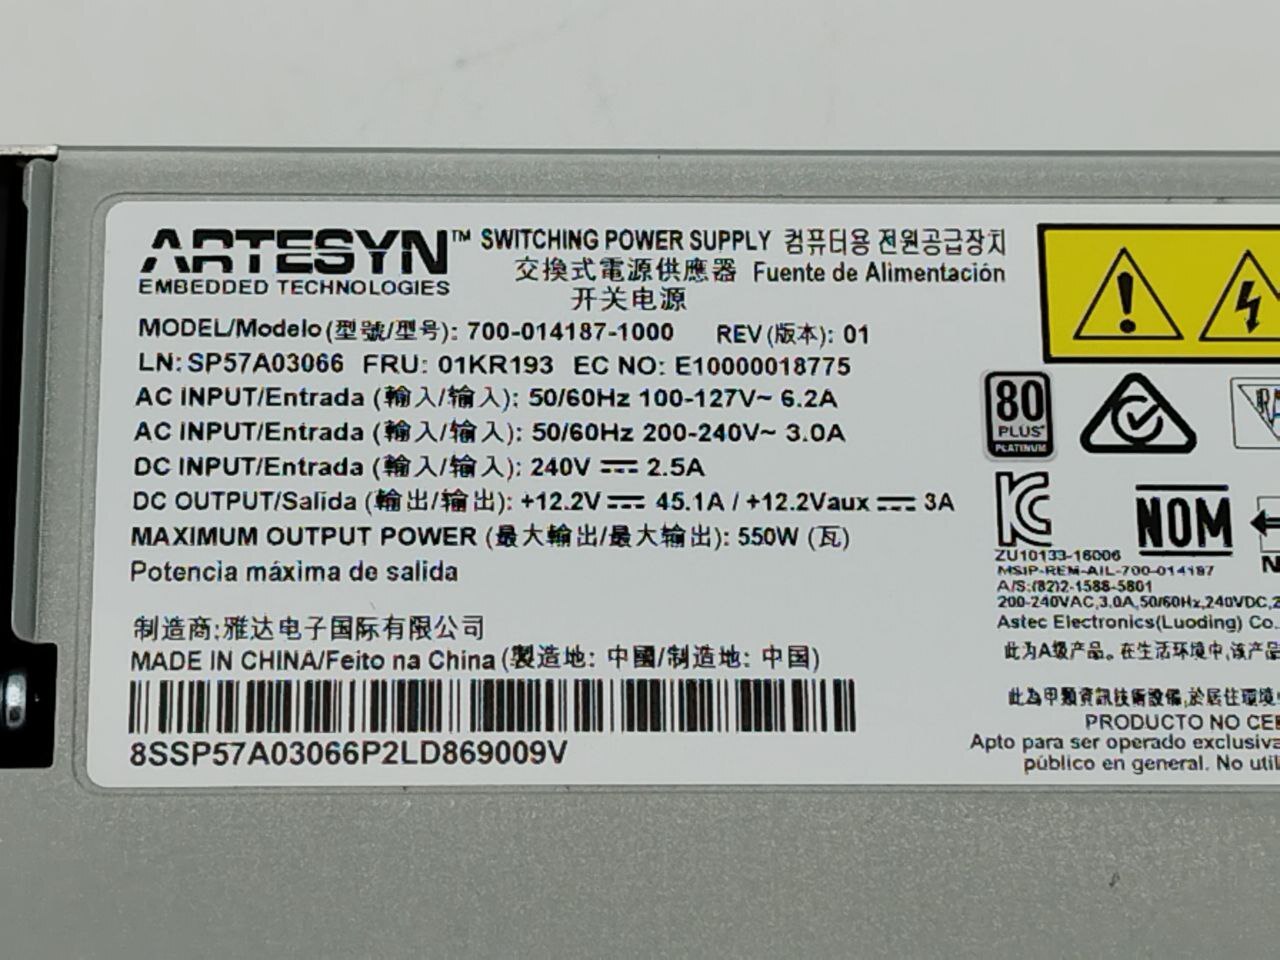 ARTESYN™
EMBEDDED TECHNOLOGIES
SWITCHING POWER SUPPLY 컴퓨터용 전원공급장치
交換式電源供應器 Fuente de Alimentación
开关电源
MODEL/Modelo (型號/型号): 700-014187-1000 REV (版本): 01
LN: SP57A03066 FRU: 01KR193 EC NO: E10000018775
AC INPUT/Entrada (輸入/输入): 50/60Hz 100-127V~ 6.2A
AC INPUT/Entrada (輸入/输入): 50/60Hz 200-240V~ 3.0A
DC INPUT/Entrada (輸入/输入): 240V ⎓ 2.5A
DC OUTPUT/Salida (輸出/输出): +12.2V ⎓ 45.1A / +12.2Vaux ⎓ 3A
MAXIMUM OUTPUT POWER (最大輸出/最大输出): 550W (瓦)
Potencia máxima de salida
制造商:雅达电子国际有限公司
MADE IN CHINA/Feito na China (製造地: 中國/制造地: 中国)
8SSP57A03066P2LD869009V
80
PLUS
PLATINUM
NOM
ZU10133-16006
MSIP-REM-AIL-700-014187
A/S:(82)2-1588-5801
200-240VAC,3.0A,50/60Hz,240VDC,2
Astec Electronics(Luoding) Co.
此为A级产品。在生活环境中,该产品
此為甲類資訊技術設備,於居住環境
PRODUCTO NO CE
Apto para ser operado exclusiva
público en general. No